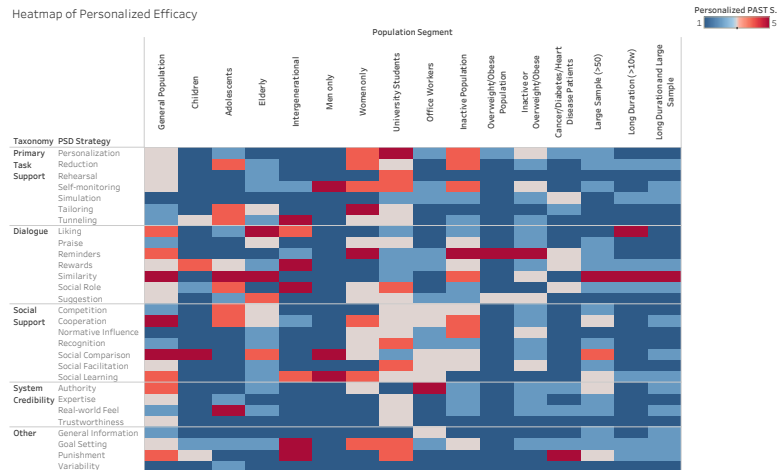 Heatmap of Personalized Efficacy
Personalized PAST S.
1 5
Population Segment
General Population
Children
Adolescents
Elderly
Intergenerational
Men only
Women only
University Students
Office Workers
Inactive Population
Overweight/Obese
Population
Inactive or
Overweight/Obese
Cancer/Diabetes/Heart
Disease Patients
Large Sample (>50)
Long Duration (>10w)
Long Duration and Large
Sample
Taxonomy PSD Strategy
Primary Personalization
Task Reduction
Support Rehearsal
Self-monitoring
Simulation
Tailoring
Tunneling
Dialogue Liking
Praise
Reminders
Rewards
Similarity
Social Role
Suggestion
Social Competition
Support Cooperation
Normative Influence
Recognition
Social Comparison
Social Facilitation
Social Learning
System Authority
Credibility Expertise
Real-world Feel
Trustworthiness
Other General Information
Goal Setting
Punishment
Variability